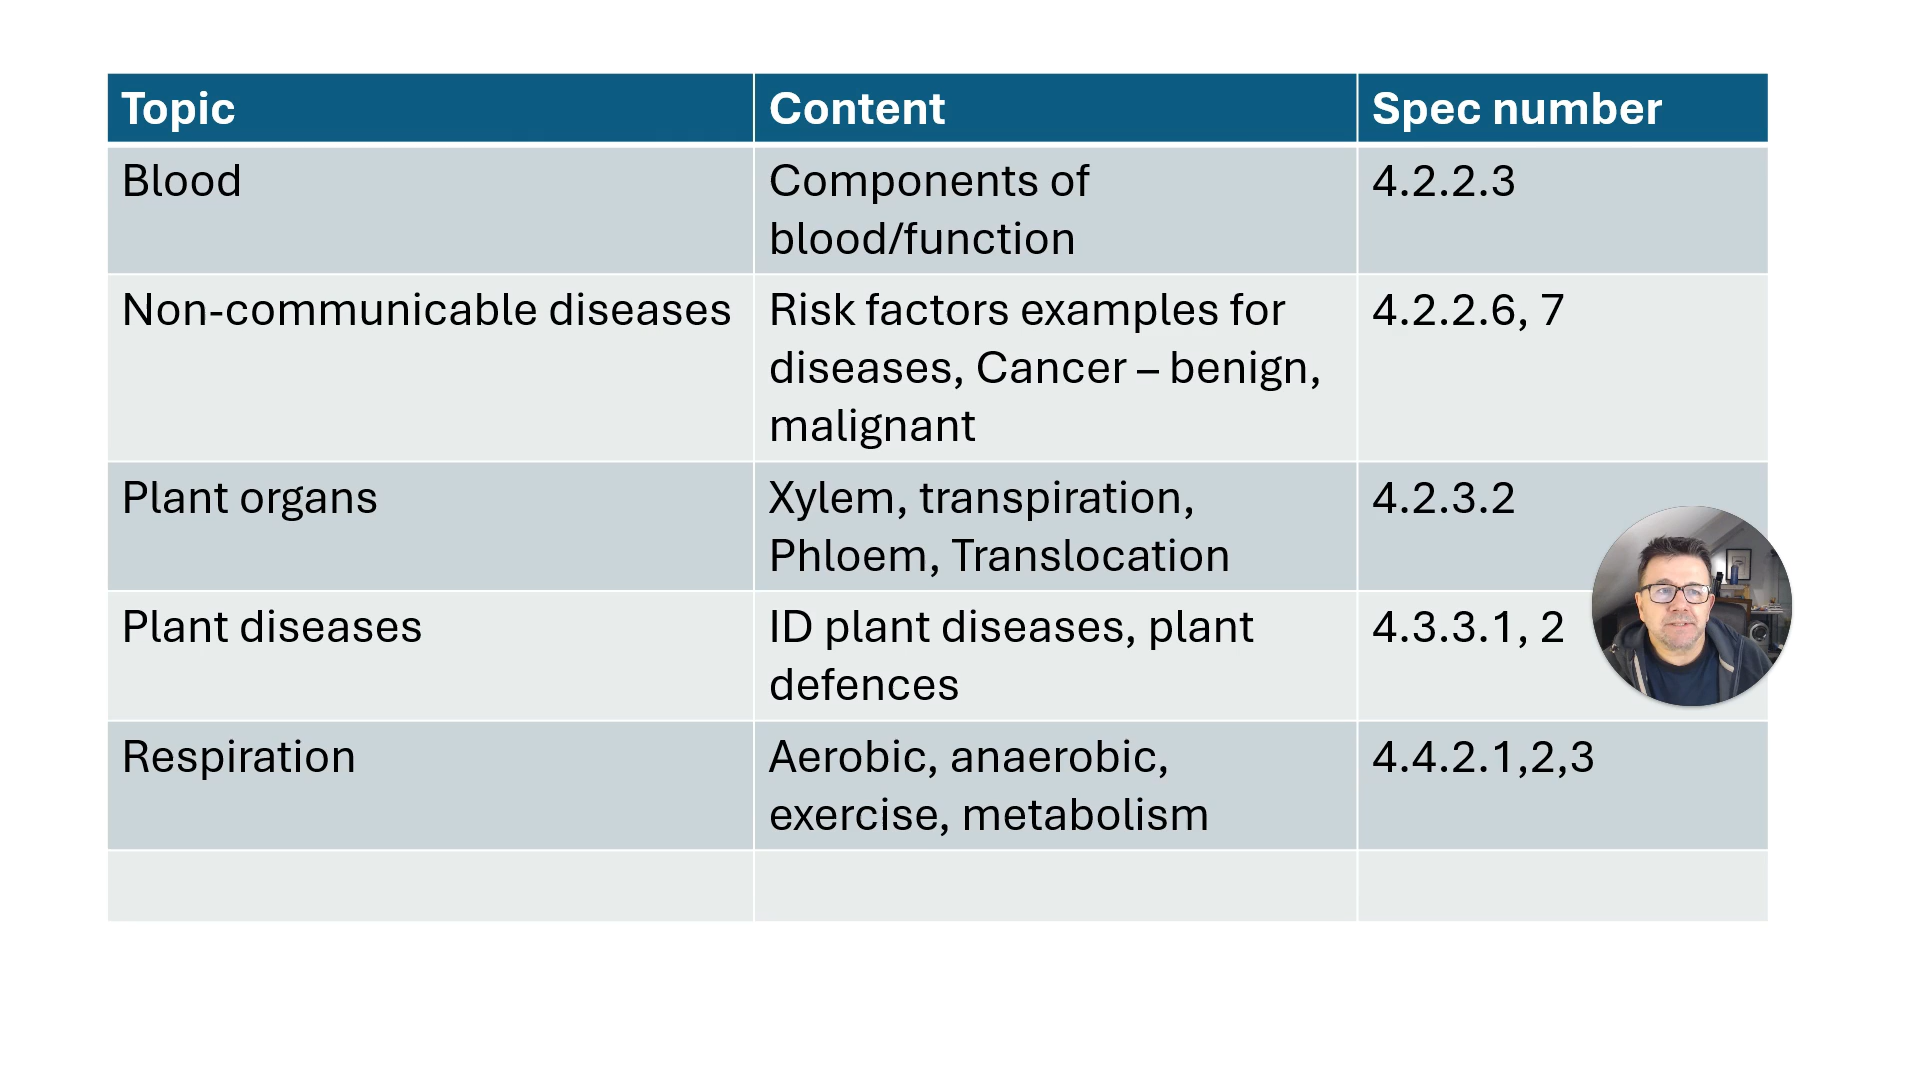 Topic
Content
Spec number
Blood
Components of
blood/function
4.2.2.3
Non-communicable diseases
Risk factors examples for
diseases, Cancer – benign,
malignant
4.2.2.6, 7
Plant organs
Xylem, transpiration,
Phloem, Translocation
4.2.3.2
Plant diseases
ID plant diseases, plant
defences
4.3.3.1, 2
Respiration
Aerobic, anaerobic,
exercise, metabolism
4.4.2.1,2,3